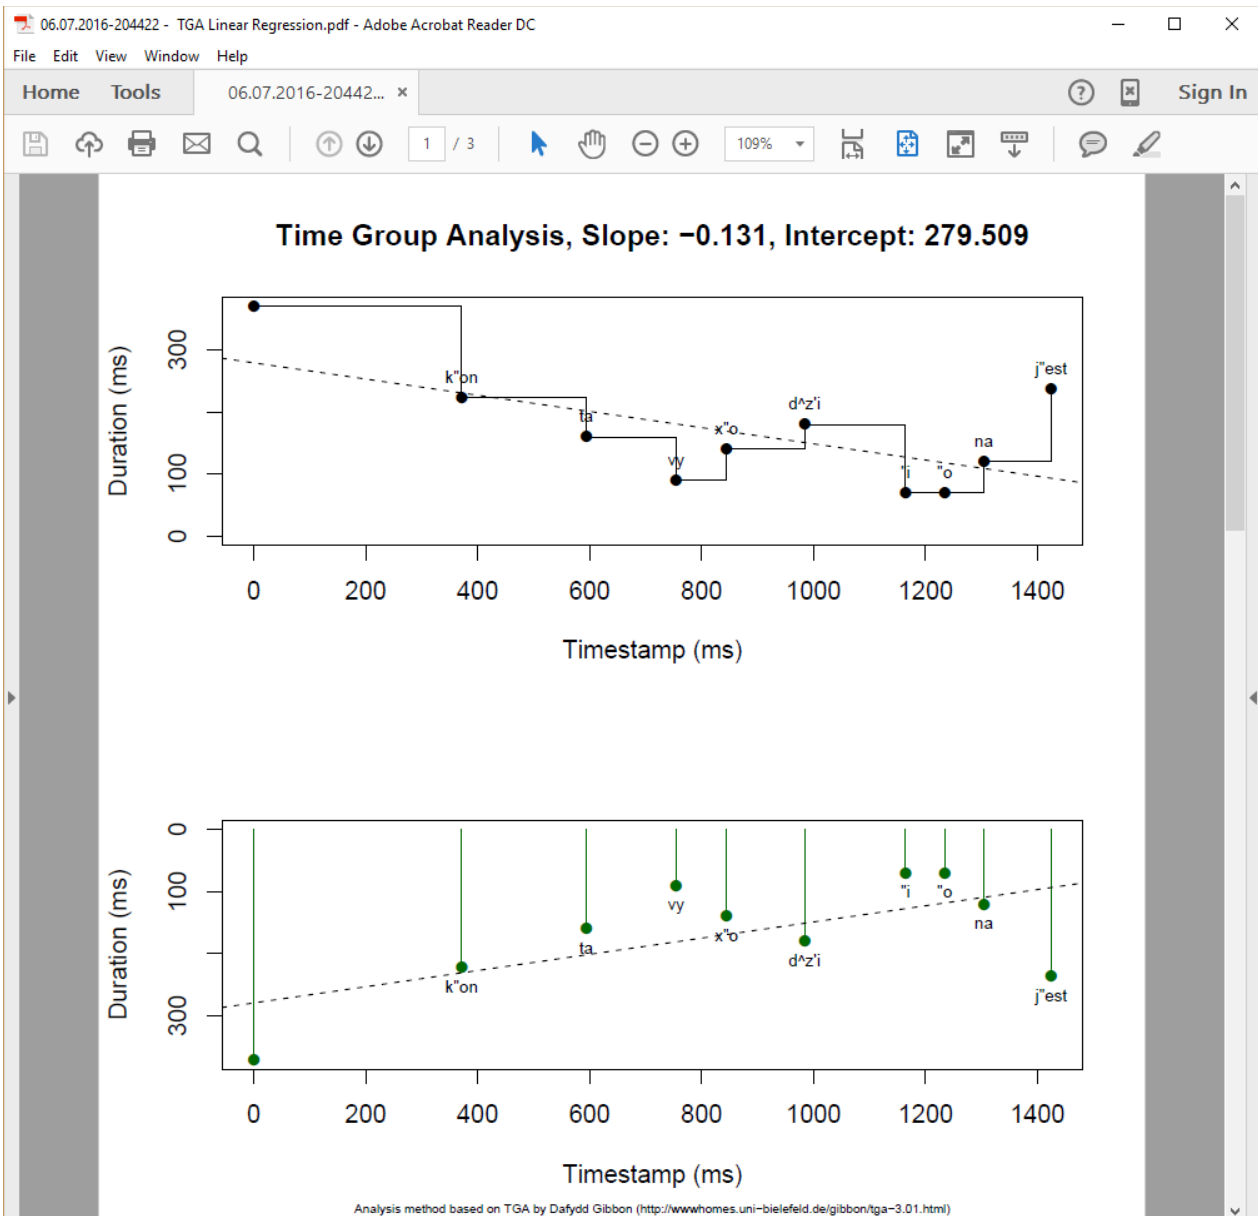 06.07.2016-204422 - TGA Linear Regression.pdf - Adobe Acrobat Reader DC
File Edit View Window Help
Home Tools 06.07.2016-20442... × Sign In
1 / 3 109%
Time Group Analysis, Slope: −0.131, Intercept: 279.509
Duration (ms)
300
100
0
k"on
ta
vy
x"o
d^z'i
"i
"o
na
j"est
0 200 400 600 800 1000 1200 1400
Timestamp (ms)
Duration (ms)
0
100
300
k"on
ta
vy
x"o
d^z'i
"i
"o
na
j"est
0 200 400 600 800 1000 1200 1400
Timestamp (ms)
Analysis method based on TGA by Dafydd Gibbon (http://wwwhomes.uni−bielefeld.de/gibbon/tga−3.01.html)